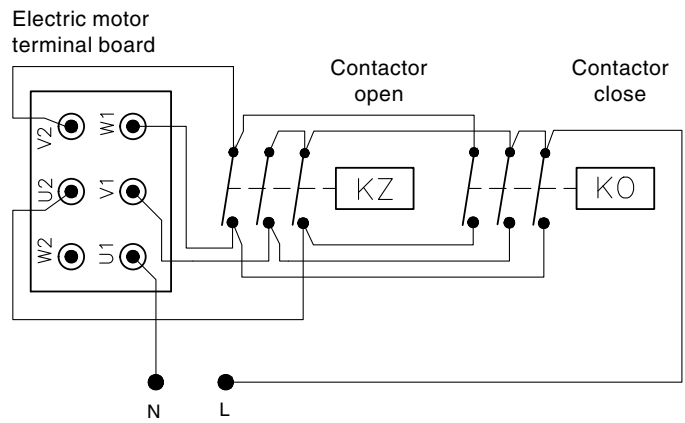 Electric motor
terminal board
Contactor
open
Contactor
close
V2
W1
U2
V1
W2
U1
KZ
KO
N
L